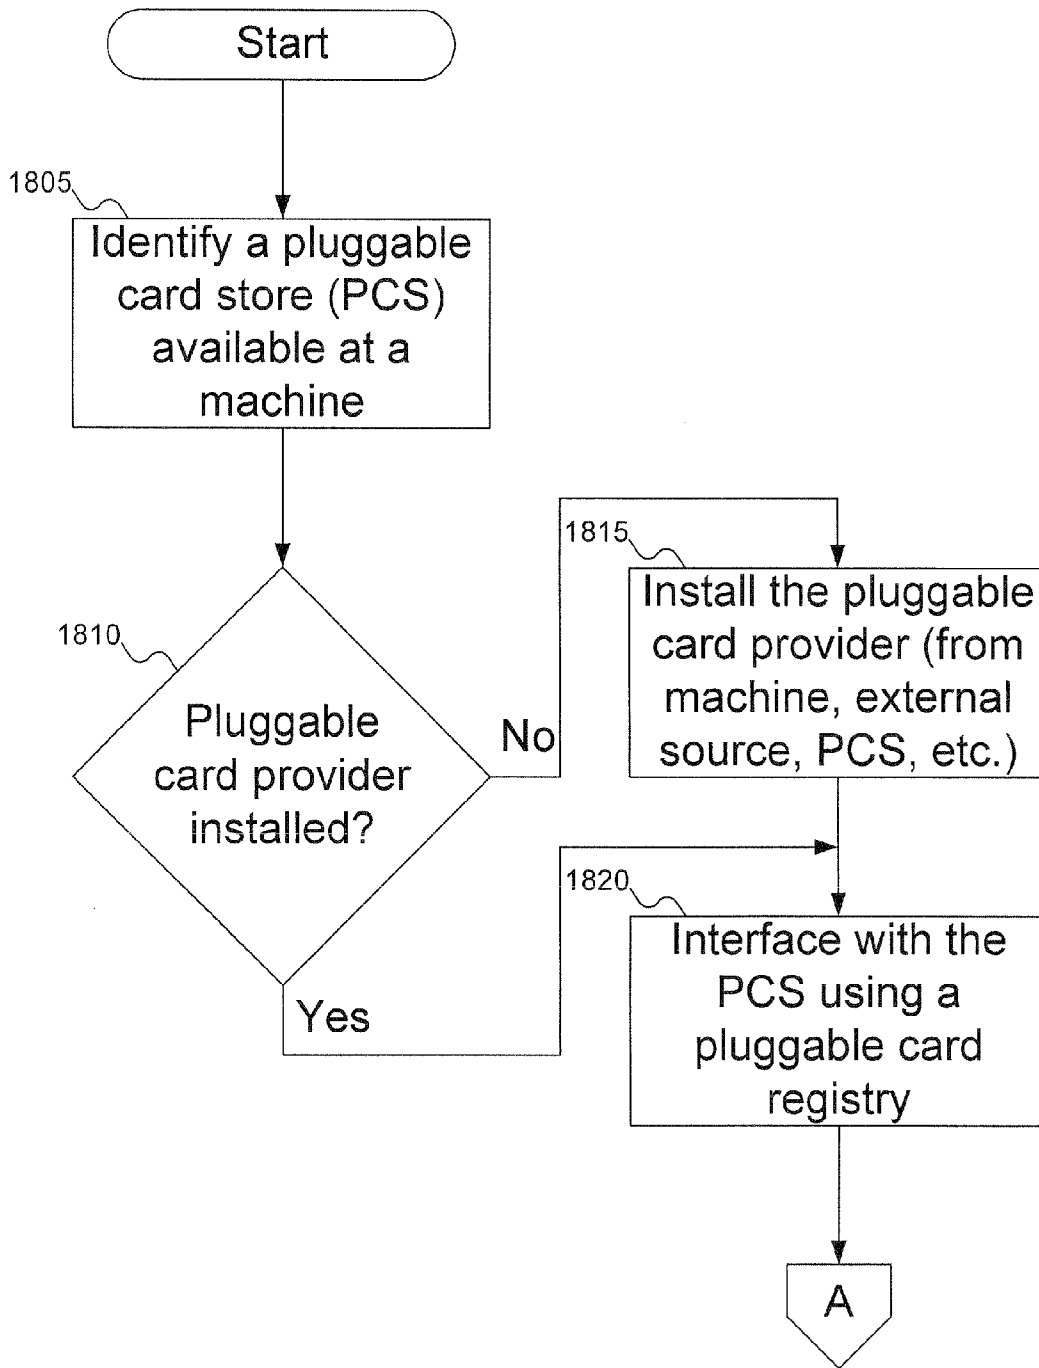 Start
1805
Identify a pluggable
card store (PCS)
available at a
machine
1810
Pluggable
card provider
installed?
No
Yes
1815
Install the pluggable
card provider (from
machine, external
source, PCS, etc.)
1820
Interface with the
PCS using a
pluggable card
registry
A